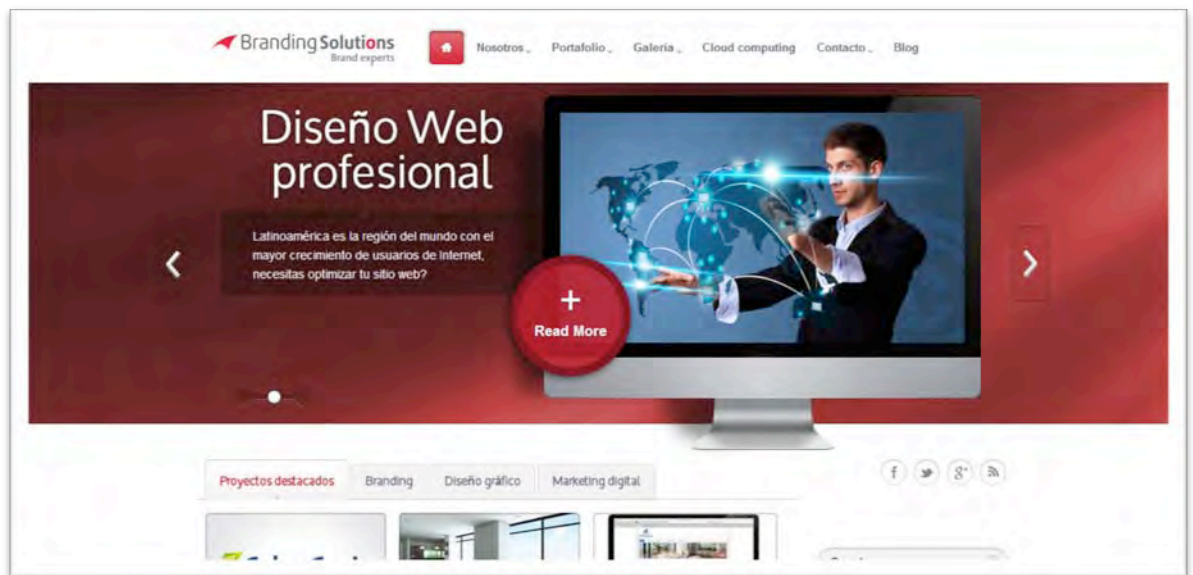 Branding Solutions
Brand experts
Nosotros Portafolio Galería Cloud computing Contacto Blog
Diseño Web
profesional
Latinoamérica es la región del mundo con el
mayor crecimiento de usuarios de Internet,
necesitas optimizar tu sitio web?
+
Read More
f g+
Proyectos destacados Branding Diseño gráfico Marketing digital